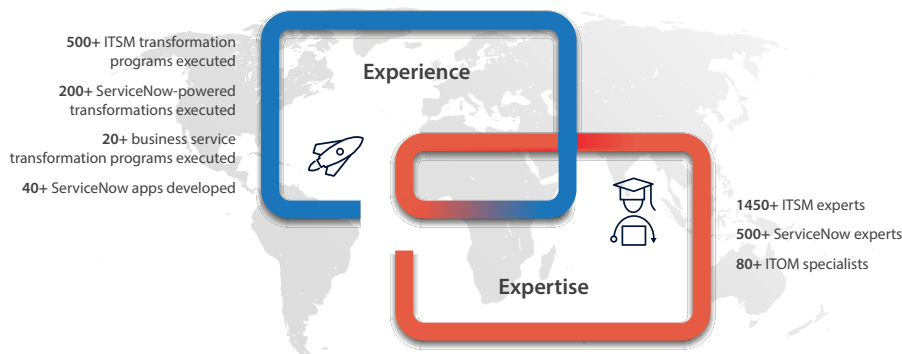 500+ ITSM transformation
programs executed
200+ ServiceNow-powered
transformations executed
20+ business service
transformation programs executed
40+ ServiceNow apps developed
Experience
1450+ ITSM experts
500+ ServiceNow experts
80+ ITOM specialists
Expertise